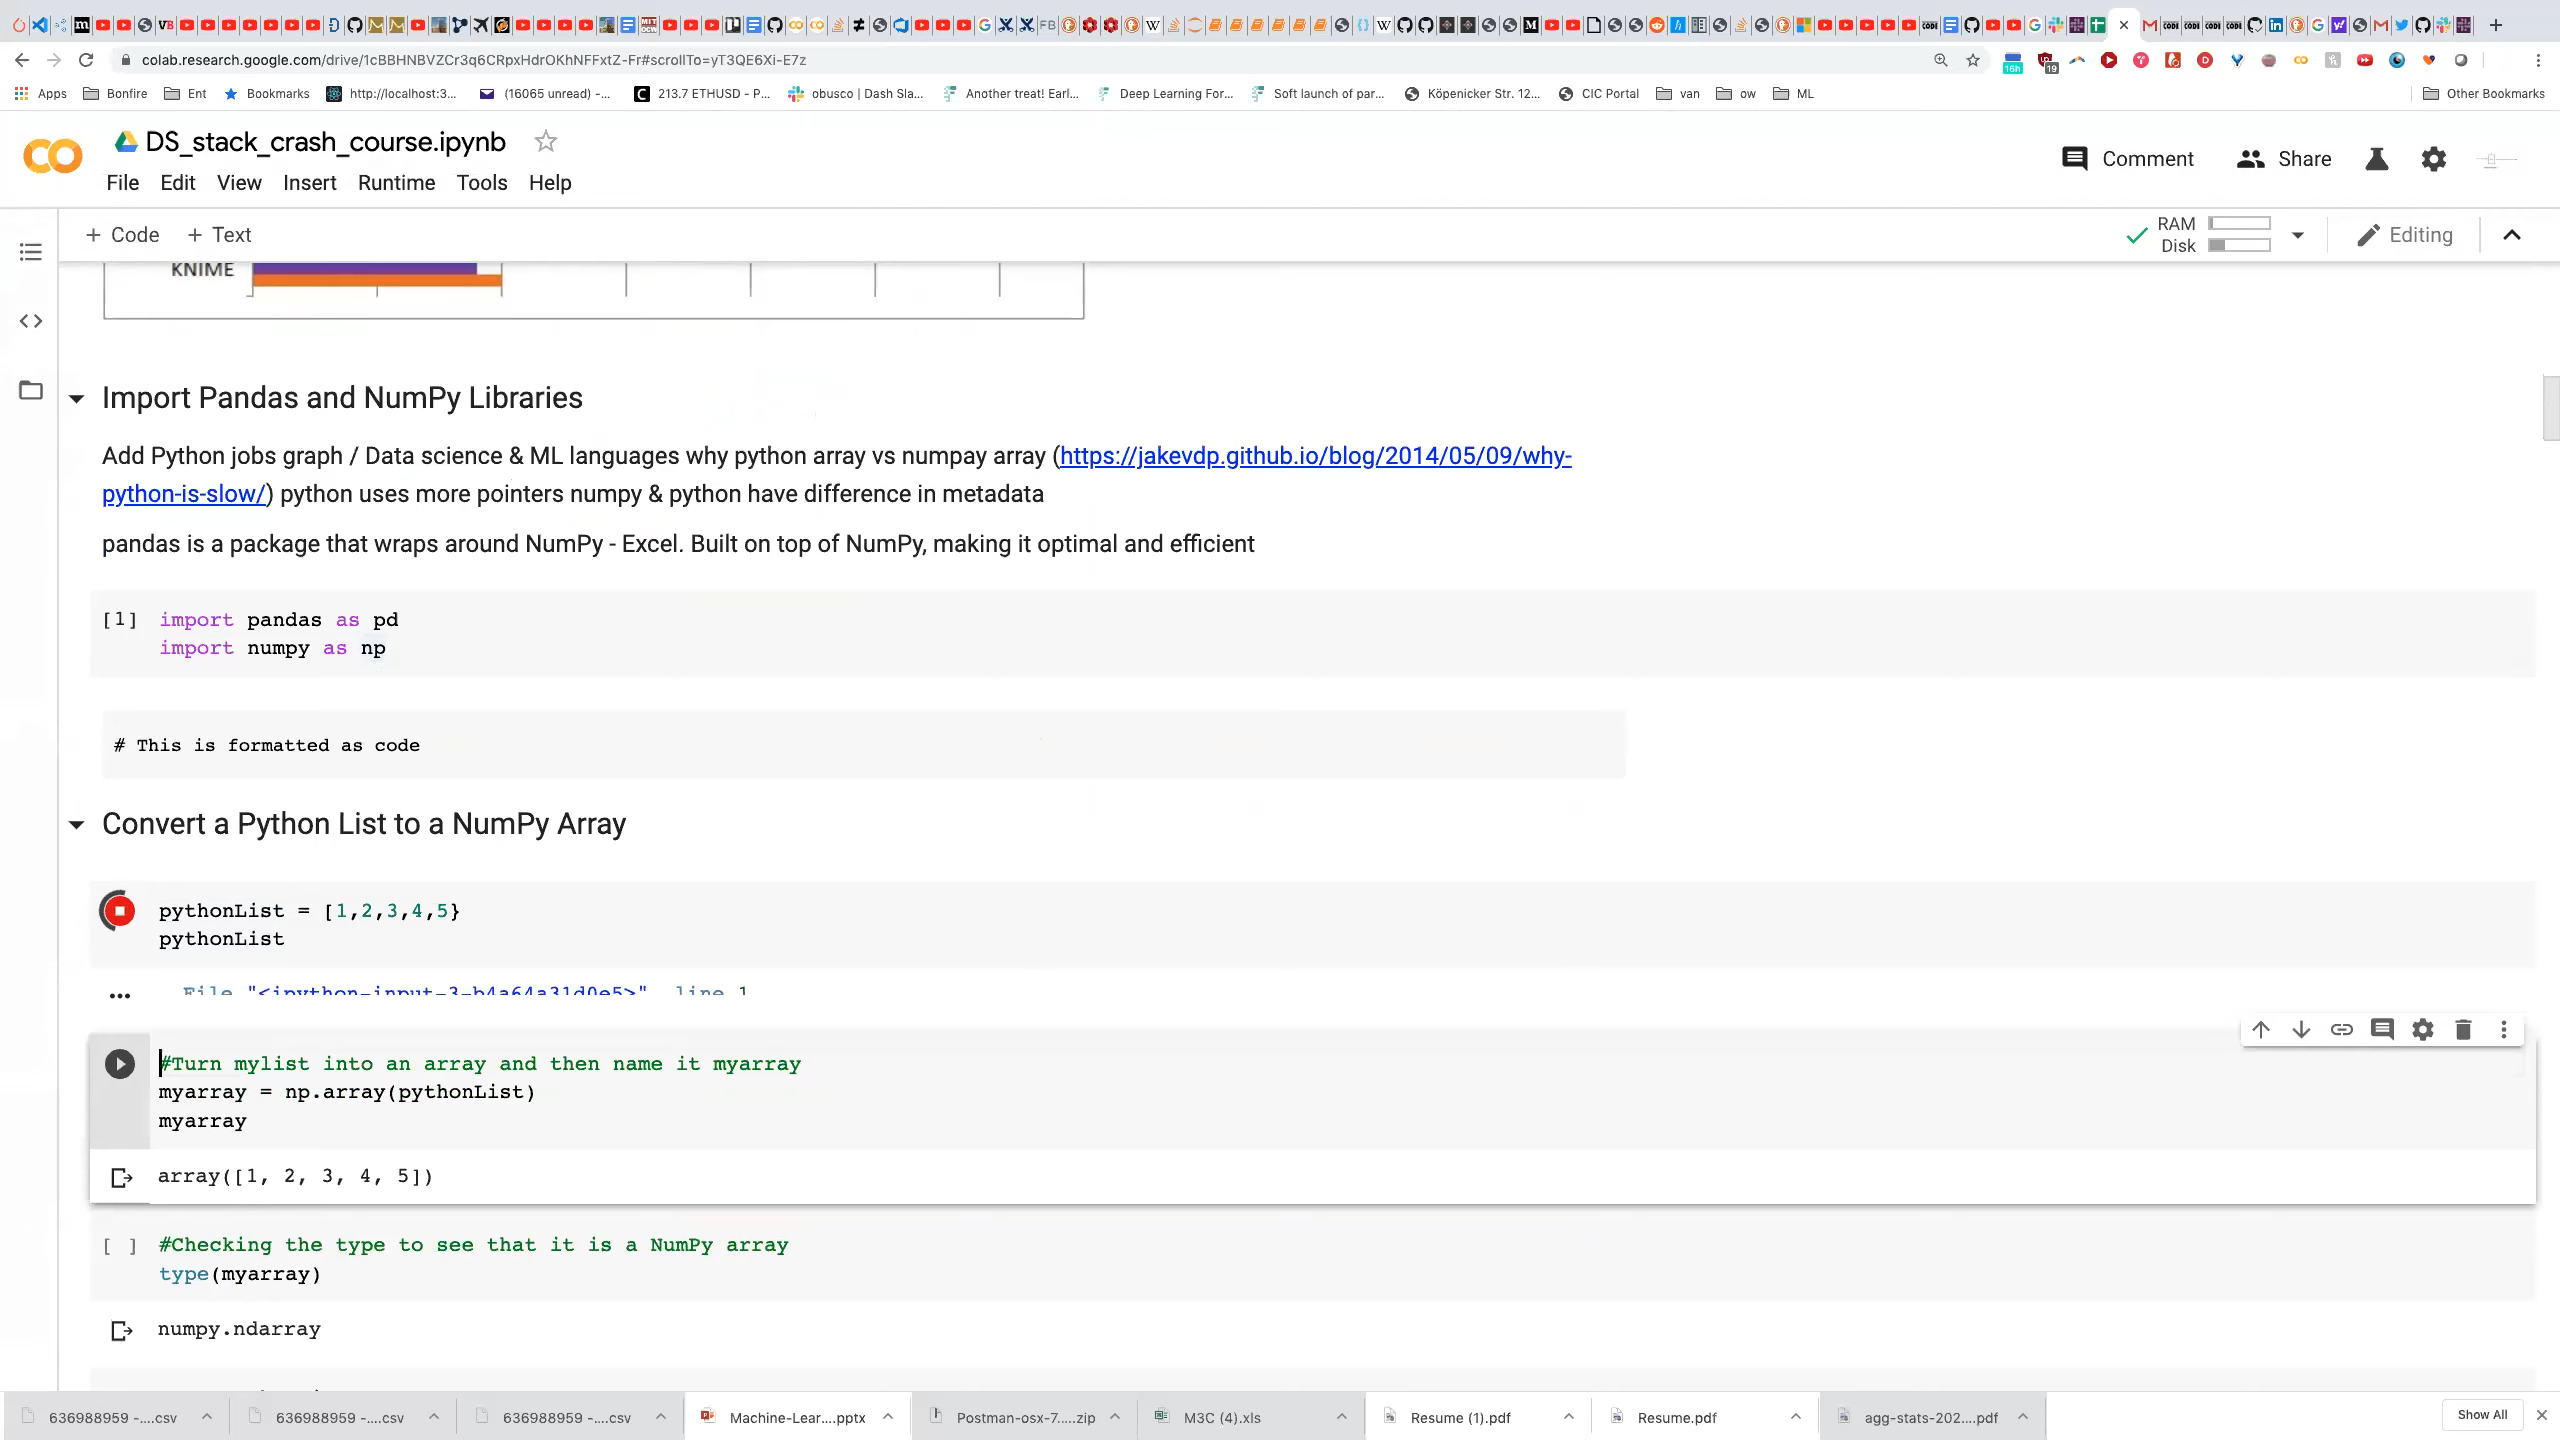 colab.research.google.com/drive/1cBBHNBVZCr3q6CRpxHdrOKhNFFxtZ-Fr#scrollTo=yT3QE6Xi-E7z
16h
19
Apps Bonfire Ent Bookmarks http://localhost:3... (16065 unread) -... 213.7 ETHUSD - P... obusco | Dash Sla... Another treat! Earl... Deep Learning For... Soft launch of par... Köpenicker Str. 12... CIC Portal van ow ML Other Bookmarks
DS_stack_crash_course.ipynb
File Edit View Insert Runtime Tools Help
Comment Share
+ Code + Text
RAM
Disk
Editing
KNIME
Import Pandas and NumPy Libraries
Add Python jobs graph / Data science & ML languages why python array vs numpay array (https://jakevdp.github.io/blog/2014/05/09/why-
python-is-slow/) python uses more pointers numpy & python have difference in metadata
pandas is a package that wraps around NumPy - Excel. Built on top of NumPy, making it optimal and efficient
[1] import pandas as pd
import numpy as np
# This is formatted as code
Convert a Python List to a NumPy Array
pythonList = [1,2,3,4,5}
pythonList
File "<ipython-input-3-b4a64a31d0e5>", line 1
#Turn mylist into an array and then name it myarray
myarray = np.array(pythonList)
myarray
array([1, 2, 3, 4, 5])
[ ] #Checking the type to see that it is a NumPy array
type(myarray)
numpy.ndarray
636988959 -....csv 636988959 -....csv 636988959 -....csv Machine-Lear....pptx Postman-osx-7.....zip M3C (4).xls Resume (1).pdf Resume.pdf agg-stats-202....pdf Show All